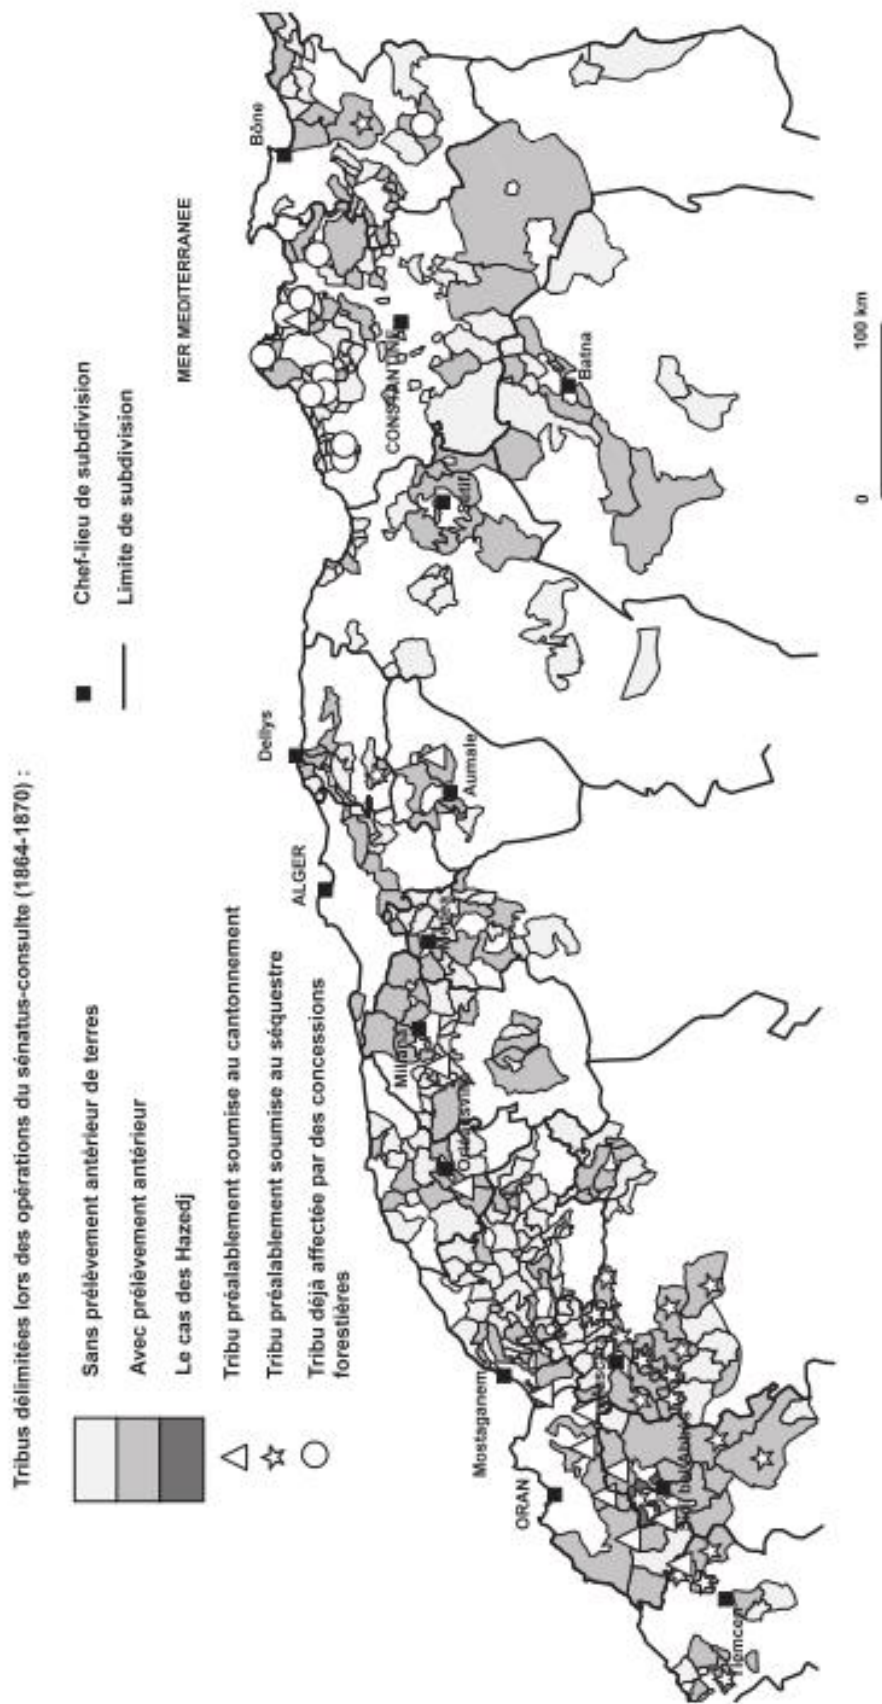 Tribus délimitées lors des opérations du sénatus-consulte (1864-1870) :
Sans prélèvement antérieur de terres
Avec prélèvement antérieur
Le cas des Hazedj
Tribu préalablement soumise au cantonnement
Tribu préalablement soumise au séquestre
Tribu déjà affectée par des concessions
forestières
Chef-lieu de subdivision
Limite de subdivision
MER MEDITERRANEE
Bône
CONSTANTINE
Batna
Sétif
Dellys
Aumale
ALGER
Mostaganem
ORAN
Tlemcen
0
100 km